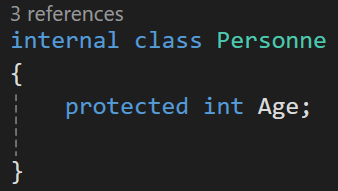 3 references
internal class Personne
{
protected int Age;
}